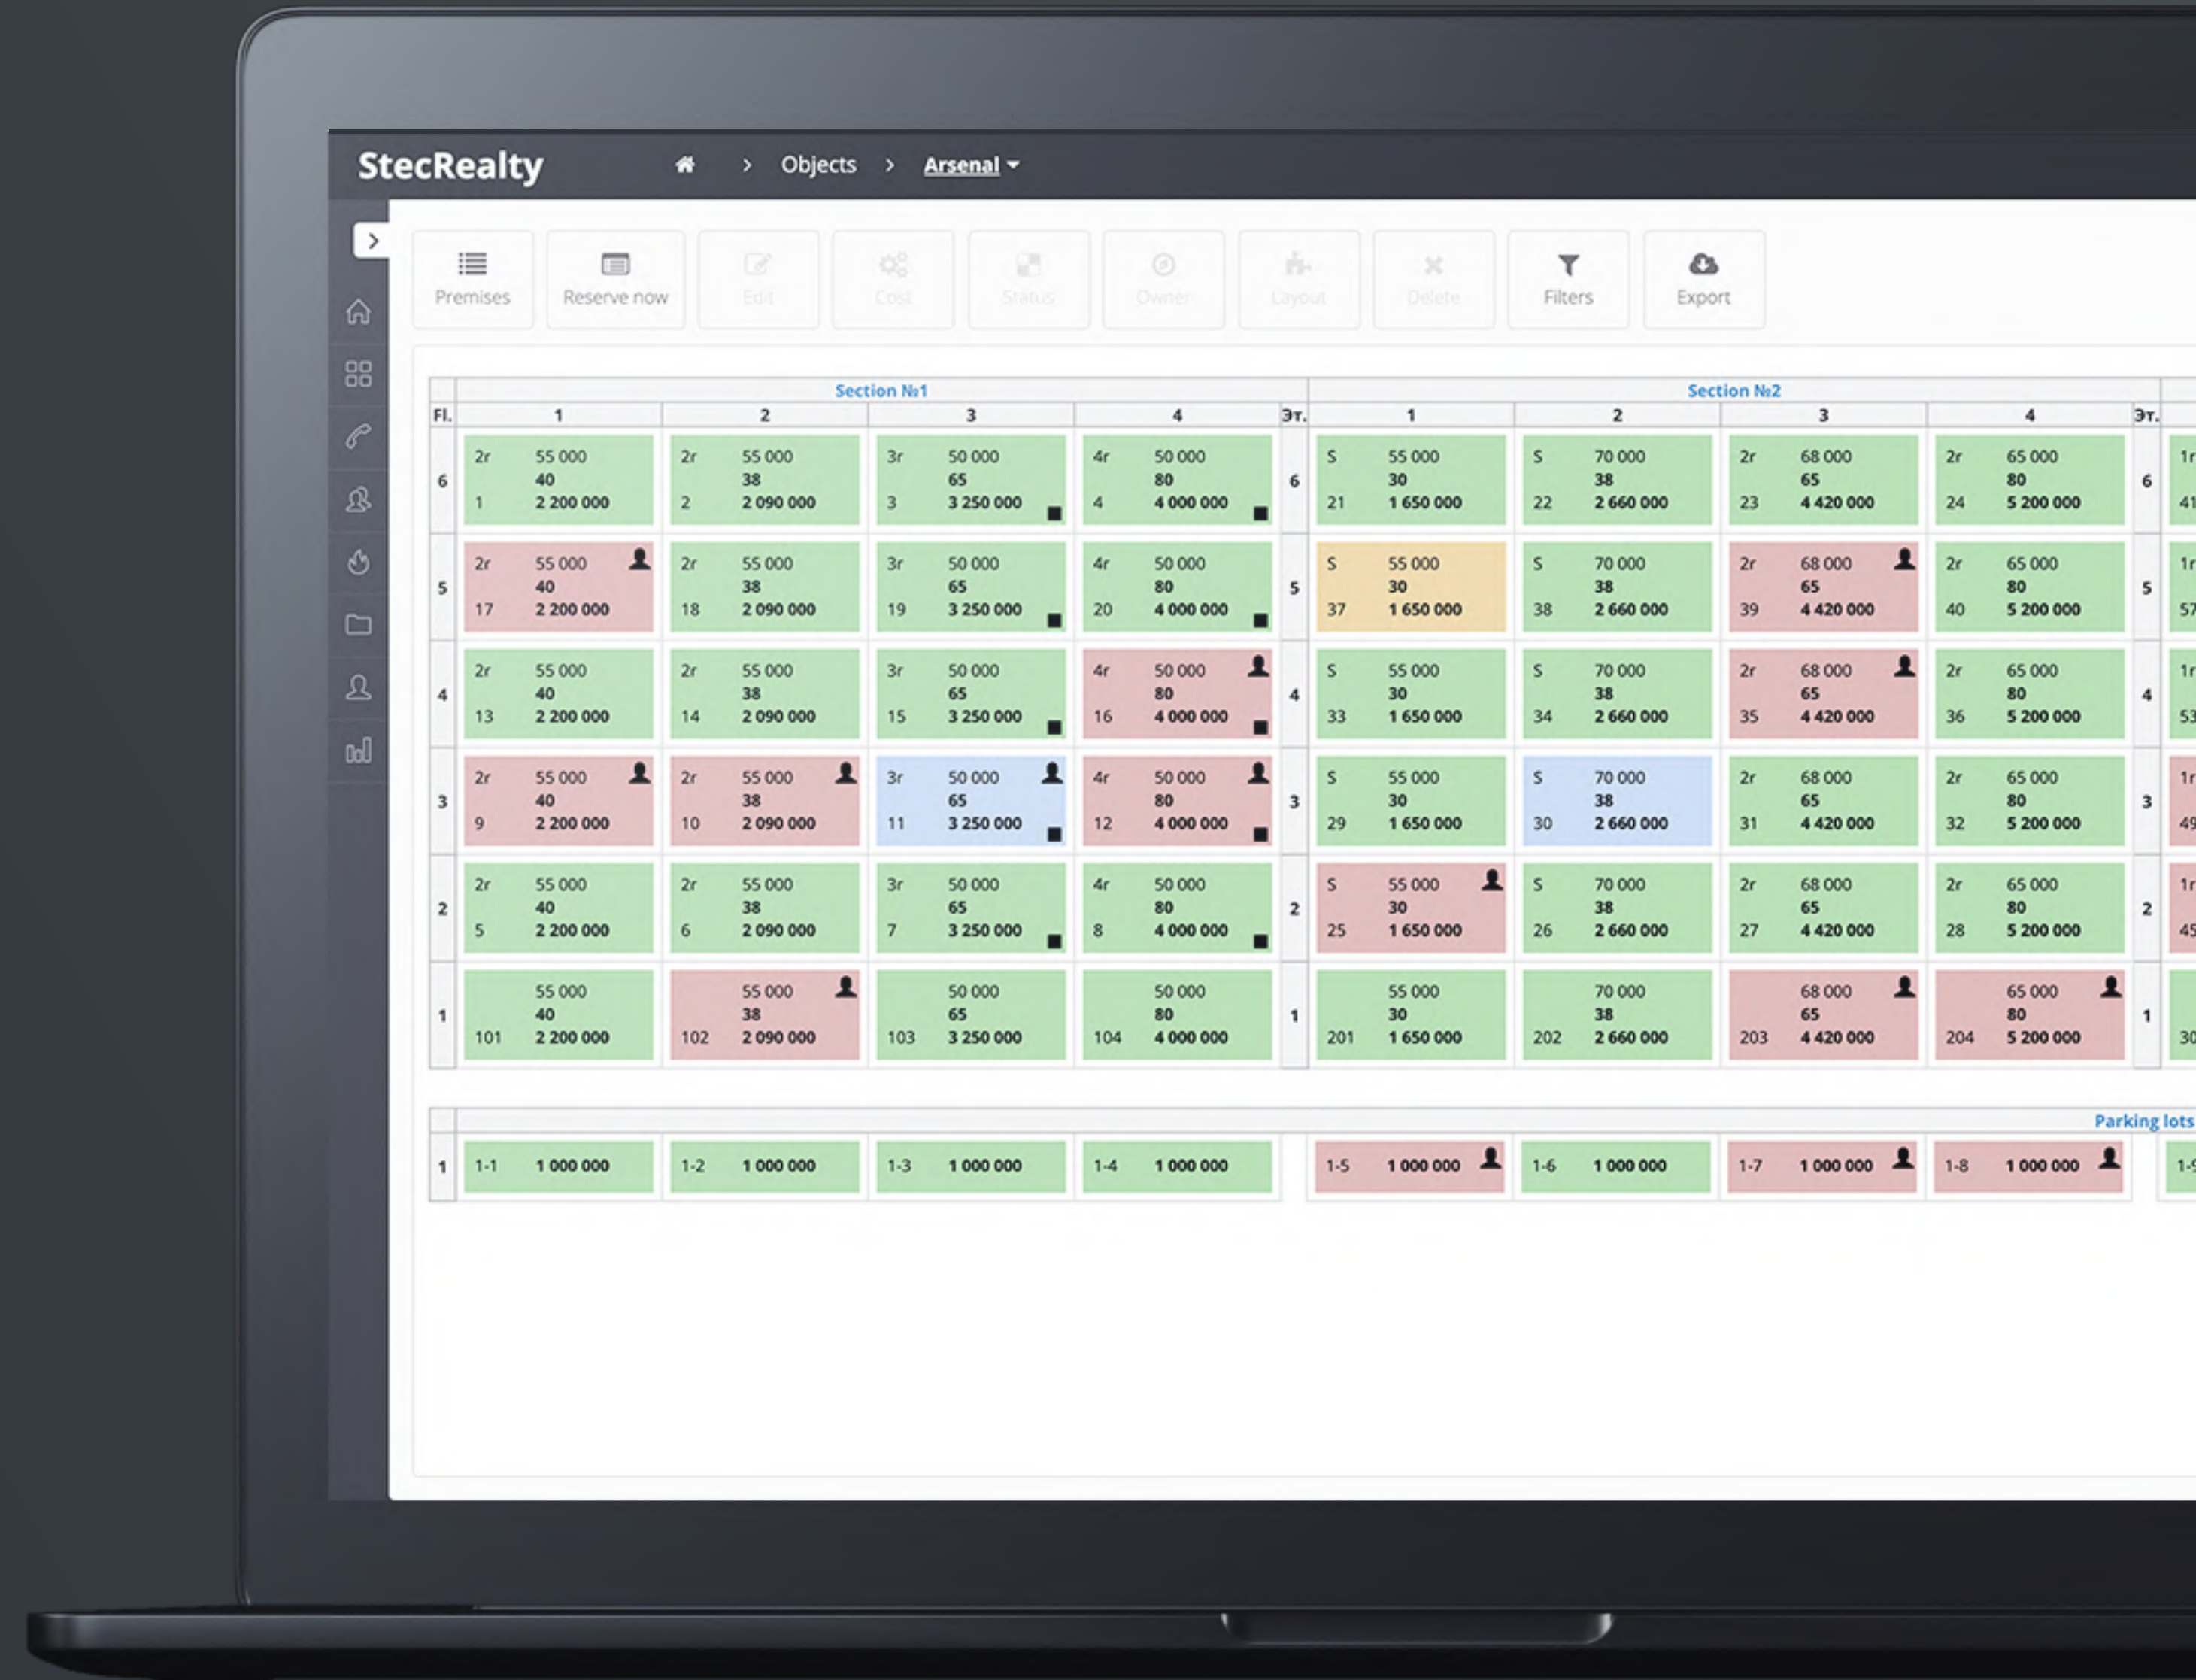 StecRealty > Objects > Arsenal
Premises Reserve now Edit Cost Status Owner Layout Delete Filters Export
Section №1 Section №2
Fl. 1 2 3 4 Эт. 1 2 3 4 Эт.
2r 55 000 2r 55 000 3r 50 000 4r 50 000 S 55 000 S 70 000 2r 68 000 2r 65 000 1r
6 40 38 65 80 6 30 38 65 80 6
1 2 200 000 2 2 090 000 3 3 250 000 4 4 000 000 21 1 650 000 22 2 660 000 23 4 420 000 24 5 200 000 41
2r 55 000 2r 55 000 3r 50 000 4r 50 000 S 55 000 S 70 000 2r 68 000 2r 65 000 1r
5 40 38 65 80 5 30 38 65 80 5
17 2 200 000 18 2 090 000 19 3 250 000 20 4 000 000 37 1 650 000 38 2 660 000 39 4 420 000 40 5 200 000 57
2r 55 000 2r 55 000 3r 50 000 4r 50 000 S 55 000 S 70 000 2r 68 000 2r 65 000 1r
4 40 38 65 80 4 30 38 65 80 4
13 2 200 000 14 2 090 000 15 3 250 000 16 4 000 000 33 1 650 000 34 2 660 000 35 4 420 000 36 5 200 000 53
2r 55 000 2r 55 000 3r 50 000 4r 50 000 S 55 000 S 70 000 2r 68 000 2r 65 000 1r
3 40 38 65 80 3 30 38 65 80 3
9 2 200 000 10 2 090 000 11 3 250 000 12 4 000 000 29 1 650 000 30 2 660 000 31 4 420 000 32 5 200 000 49
2r 55 000 2r 55 000 3r 50 000 4r 50 000 S 55 000 S 70 000 2r 68 000 2r 65 000 1r
2 40 38 65 80 2 30 38 65 80 2
5 2 200 000 6 2 090 000 7 3 250 000 8 4 000 000 25 1 650 000 26 2 660 000 27 4 420 000 28 5 200 000 45
55 000 55 000 50 000 50 000 55 000 70 000 68 000 65 000
1 40 38 65 80 1 30 38 65 80 1
101 2 200 000 102 2 090 000 103 3 250 000 104 4 000 000 201 1 650 000 202 2 660 000 203 4 420 000 204 5 200 000 30
Parking lots
1 1-1 1 000 000 1-2 1 000 000 1-3 1 000 000 1-4 1 000 000 1-5 1 000 000 1-6 1 000 000 1-7 1 000 000 1-8 1 000 000 1-9